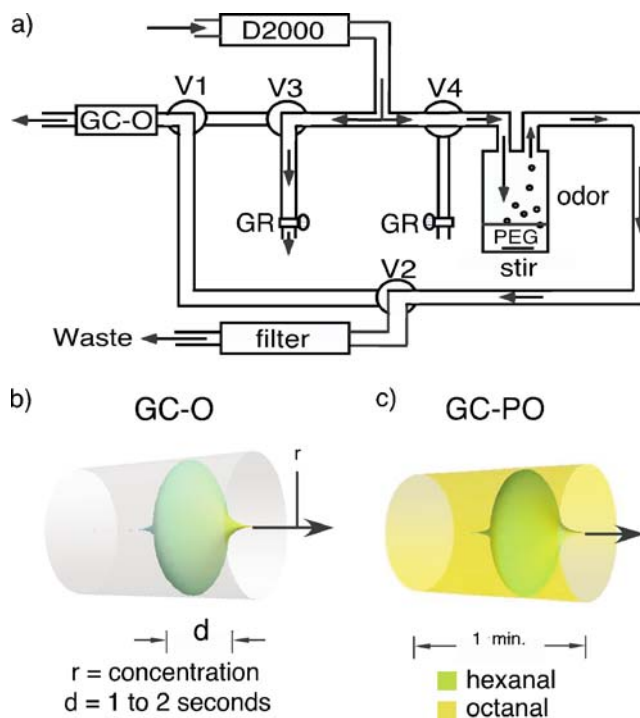 a)
D2000
V1
V3
V4
GC-O
GR
GR
PEG
odor
stir
V2
Waste
filter
b)
GC-O
c)
GC-PO
r
d
1 min.
r = concentration
d = 1 to 2 seconds
hexanal
octanal